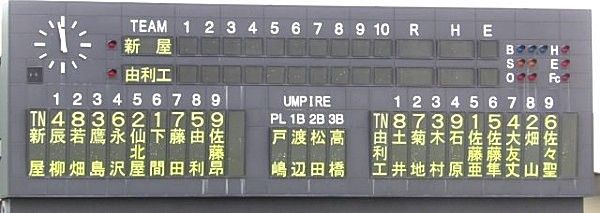 TEAM 1 2 3 4 5 6 7 8 9 10 R H E
新屋 B H
S E
由利工 O Fc
1 2 3 4 5 6 7 8 9 UMPIRE 1 2 3 4 5 6 7 8 9
TN 4 8 3 6 2 1 7 5 9 PL 1B 2B 3B TN 8 7 3 9 1 5 4 2 6
新屋 辰柳 若畑 鷹島 永沢 仙北屋 下間 藤田 由利 佐藤昂 戸嶋 渡辺 松田 高橋 由利工 土井 菊地 木村 石原 佐藤亜 佐藤隼 大友丈 畑山 佐々聖